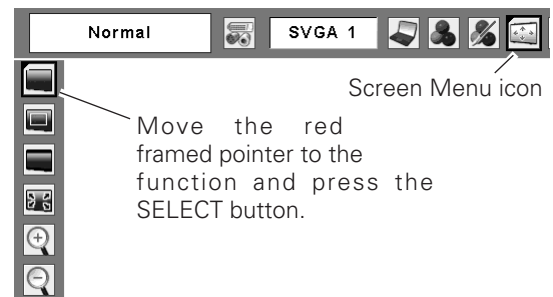 Normal SVGA 1
Screen Menu icon
Move the red
framed pointer to the
function and press the
SELECT button.